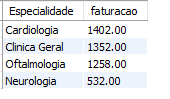 Especialidade faturacao
Cardiologia 1402.00
Clinica Geral 1352.00
Oftalmologia 1258.00
Neurologia 532.00